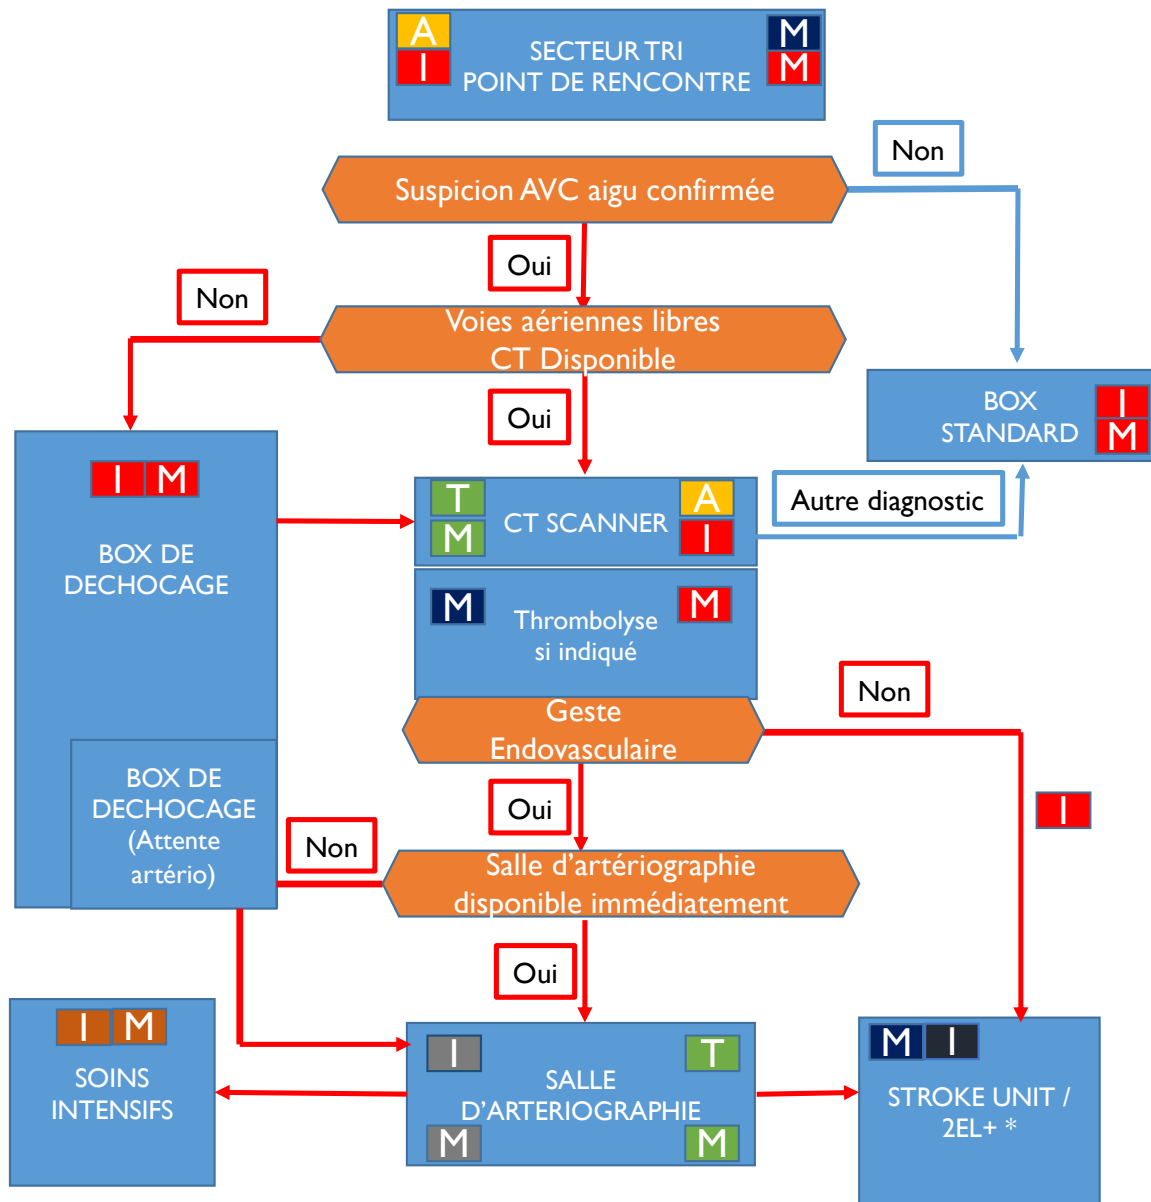 A
I
SECTEUR TRI
POINT DE RENCONTRE
M
M
Non
Suspicion AVC aigu confirmée
Oui
Non
Voies aériennes libres
CT Disponible
Oui
BOX
STANDARD
I
M
I M
BOX DE
DECHOCAGE
T
M
CT SCANNER
A
I
Autre diagnostic
M
Thrombolyse
si indiqué
M
Non
Geste
Endovasculaire
Oui
I
BOX DE
DECHOCAGE
(Attente
artério)
Non
Salle d'artériographie
disponible immédiatement
Oui
I M
SOINS
INTENSIFS
I
M
SALLE
D'ARTERIOGRAPHIE
T
M
M I
STROKE UNIT /
2EL+ *